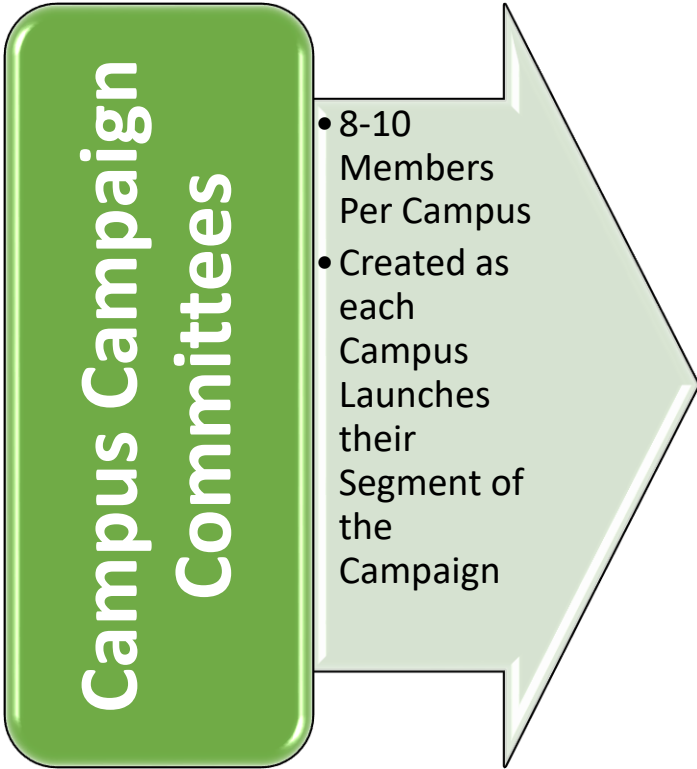 Campus Campaign
Committees
• 8-10
Members
Per Campus
• Created as
each
Campus
Launches
their
Segment of
the
Campaign